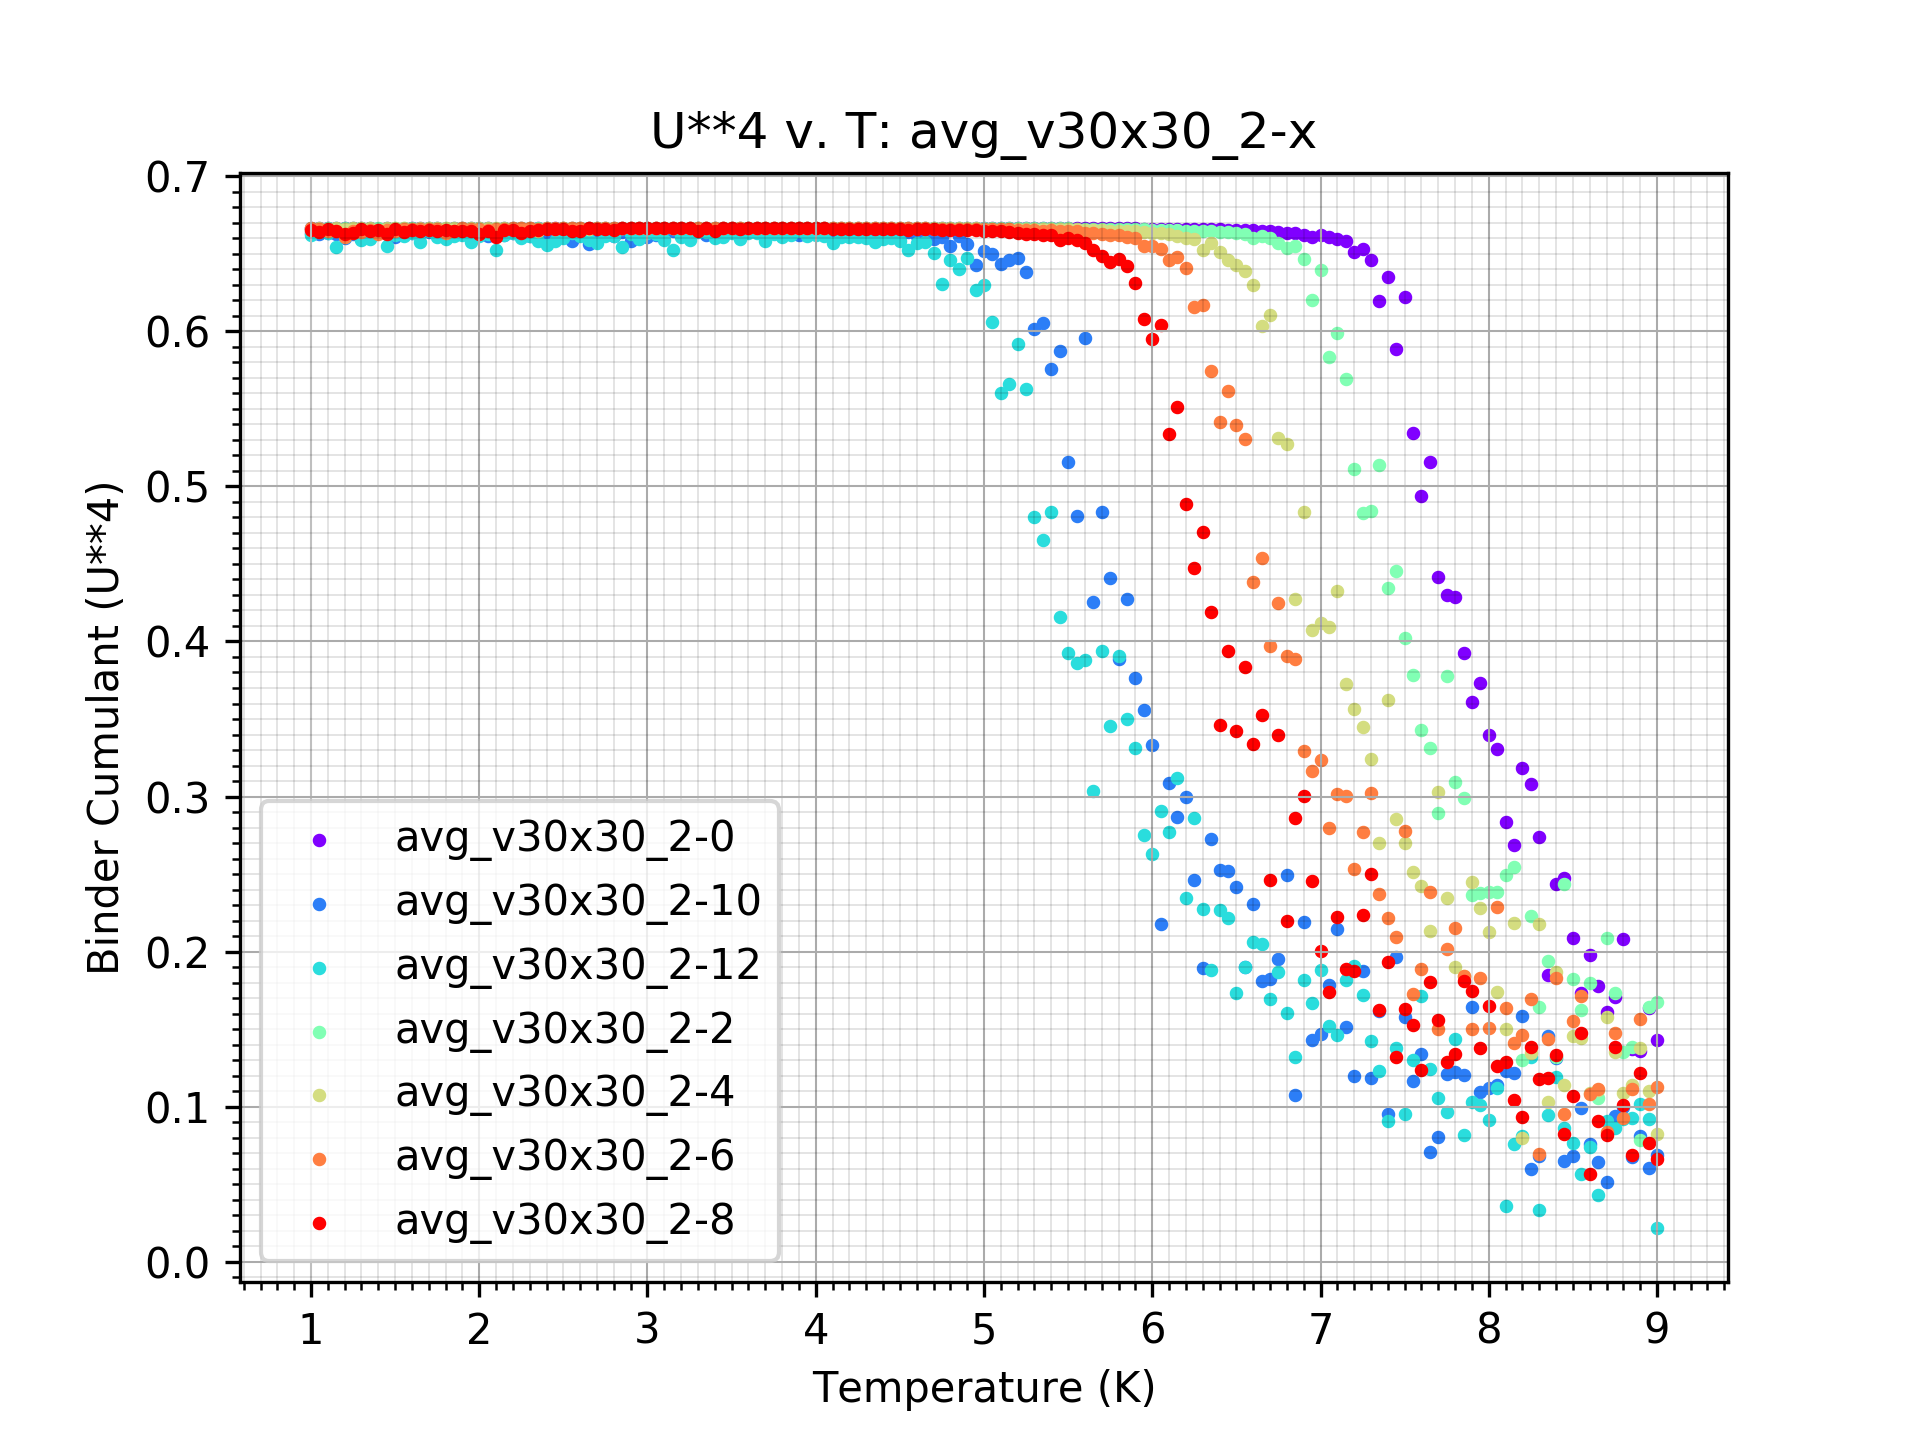 U**4 v. T: avg_v30x30_2-x
Binder Cumulant (U**4)
0.7
0.6
0.5
0.4
0.3
0.2
0.1
0.0
avg_v30x30_2-0
avg_v30x30_2-10
avg_v30x30_2-12
avg_v30x30_2-2
avg_v30x30_2-4
avg_v30x30_2-6
avg_v30x30_2-8
1 2 3 4 5 6 7 8 9
Temperature (K)